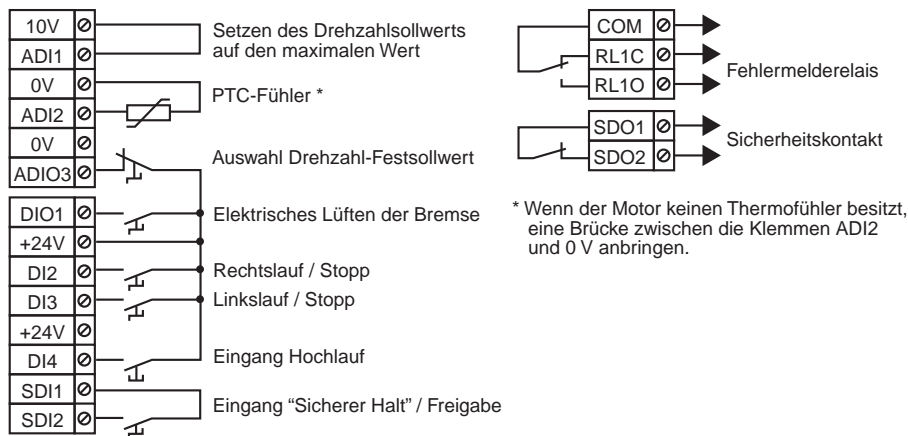 10V
ADI1
Setzen des Drehzahlsollwerts
auf den maximalen Wert
0V
ADI2
PTC-Fühler *
0V
ADIO3
Auswahl Drehzahl-Festsollwert
DIO1
Elektrisches Lüften der Bremse
+24V
DI2
Rechtslauf / Stopp
DI3
Linkslauf / Stopp
+24V
DI4
Eingang Hochlauf
SDI1
SDI2
Eingang “Sicherer Halt” / Freigabe
COM
RL1C
RL1O
Fehlermelderelais
SDO1
SDO2
Sicherheitskontakt
* Wenn der Motor keinen Thermofühler besitzt,
eine Brücke zwischen die Klemmen ADI2
und 0 V anbringen.